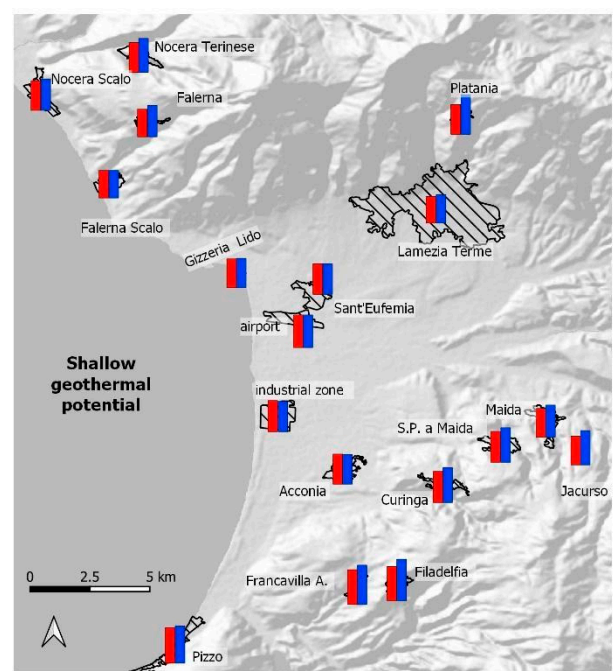 Nocera Terinese
Nocera Scalo
Falerna
Platania
Falerna Scalo
Lamezia Terme
Gizzeria Lido
Sant'Eufemia
airport
Shallow
geothermal
potential
industrial zone
Maida
S.P. a Maida
Jacurso
Acconia
Curinga
Francavilla A.
Filadelfia
0 2.5 5 km
Pizzo